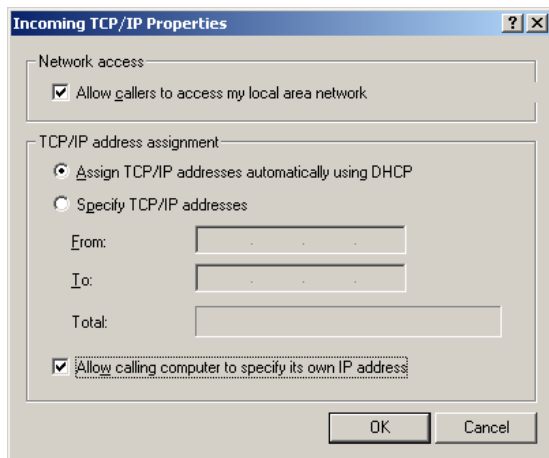 Incoming TCP/IP Properties
Network access
Allow callers to access my local area network
TCP/IP address assignment
Assign TCP/IP addresses automatically using DHCP
Specify TCP/IP addresses
From:
To:
Total:
Allow calling computer to specify its own IP address
OK Cancel